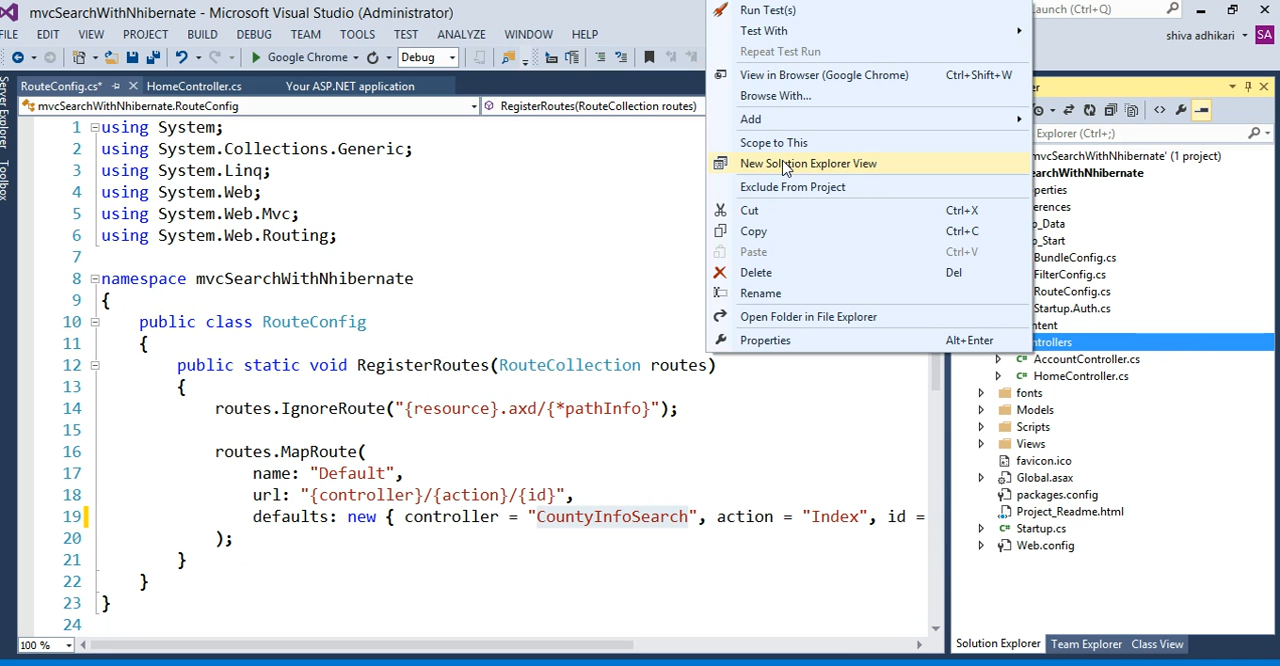 mvcSearchWithNhibernate - Microsoft Visual Studio (Administrator)
aunch (Ctrl+Q)
FILE EDIT VIEW PROJECT BUILD DEBUG TEAM TOOLS TEST ANALYZE WINDOW HELP
shiva adhikari SA
Google Chrome Debug
RouteConfig.cs* HomeController.cs Your ASP.NET application
mvcSearchWithNhibernate.RouteConfig RegisterRoutes(RouteCollection routes)
Server Explorer
Toolbox
1 using System;
2 using System.Collections.Generic;
3 using System.Linq;
4 using System.Web;
5 using System.Web.Mvc;
6 using System.Web.Routing;
7
8 namespace mvcSearchWithNhibernate
9 {
10 public class RouteConfig
11 {
12 public static void RegisterRoutes(RouteCollection routes)
13 {
14 routes.IgnoreRoute("{resource}.axd/{*pathInfo}");
15
16 routes.MapRoute(
17 name: "Default",
18 url: "{controller}/{action}/{id}",
19 defaults: new { controller = "CountyInfoSearch", action = "Index", id =
20 );
21 }
22 }
23 }
24
100 %
Run Test(s)
Test With
Repeat Test Run
View in Browser (Google Chrome) Ctrl+Shift+W
Browse With...
Add
Scope to This
New Solution Explorer View
Exclude From Project
Cut Ctrl+X
Copy Ctrl+C
Paste Ctrl+V
Delete Del
Rename
Open Folder in File Explorer
Properties Alt+Enter
er
Explorer (Ctrl+;)
mvcSearchWithNhibernate' (1 project)
earchWithNhibernate
perties
erences
p_Data
p_Start
BundleConfig.cs
FilterConfig.cs
RouteConfig.cs
Startup.Auth.cs
ntent
ntrollers
C# AccountController.cs
C# HomeController.cs
fonts
Models
Scripts
Views
favicon.ico
Global.asax
packages.config
Project_Readme.html
C# Startup.cs
Web.config
Solution Explorer Team Explorer Class View